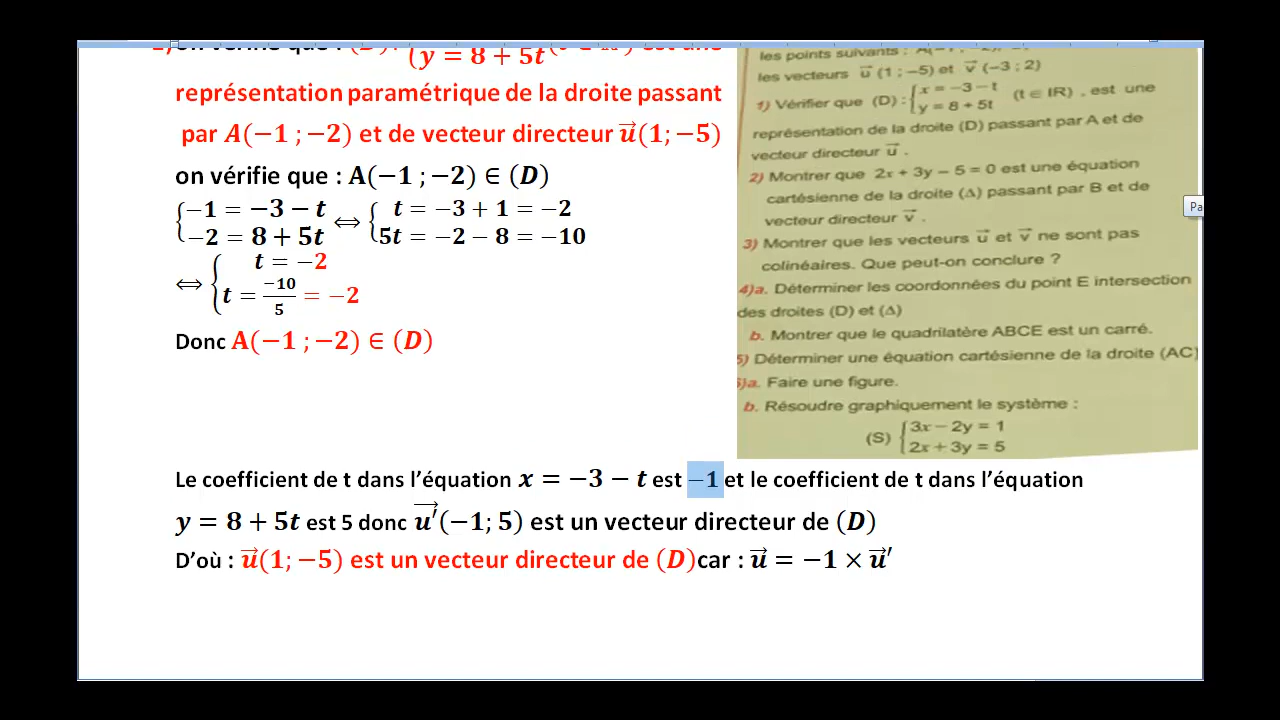 y = 8 + 5t
représentation paramétrique de la droite passant
par A(−1 ; −2) et de vecteur directeur u⃗(1; −5)
on vérifie que : A(−1 ; −2) ∈ (D)
{−1 = −3 − t ⇔ { t = −3 + 1 = −2
{−2 = 8 + 5t {5t = −2 − 8 = −10
⇔ { t = −2
t = −10/5 = −2
Donc A(−1 ; −2) ∈ (D)
Le coefficient de t dans l’équation x = −3 − t est −1 et le coefficient de t dans l’équation
y = 8 + 5t est 5 donc u⃗′(−1; 5) est un vecteur directeur de (D)
D’où : u⃗(1; −5) est un vecteur directeur de (D)car : u⃗ = −1 × u⃗′
les points suivants :
les vecteurs u⃗ (1 ; −5) et v⃗ (−3 ; 2)
1) Vérifier que (D) : {x = −3 − t (t ∈ IR) , est une
{y = 8 + 5t
représentation de la droite (D) passant par A et de
vecteur directeur u⃗ .
2) Montrer que 2x + 3y − 5 = 0 est une équation
cartésienne de la droite (Δ) passant par B et de
vecteur directeur v⃗ .
3) Montrer que les vecteurs u⃗ et v⃗ ne sont pas
colinéaires. Que peut-on conclure ?
4)a. Déterminer les coordonnées du point E intersection
des droites (D) et (Δ)
b. Montrer que le quadrilatère ABCE est un carré.
5) Déterminer une équation cartésienne de la droite (AC)
)a. Faire une figure.
b. Résoudre graphiquement le système :
(S) {3x − 2y = 1
{2x + 3y = 5
Pa